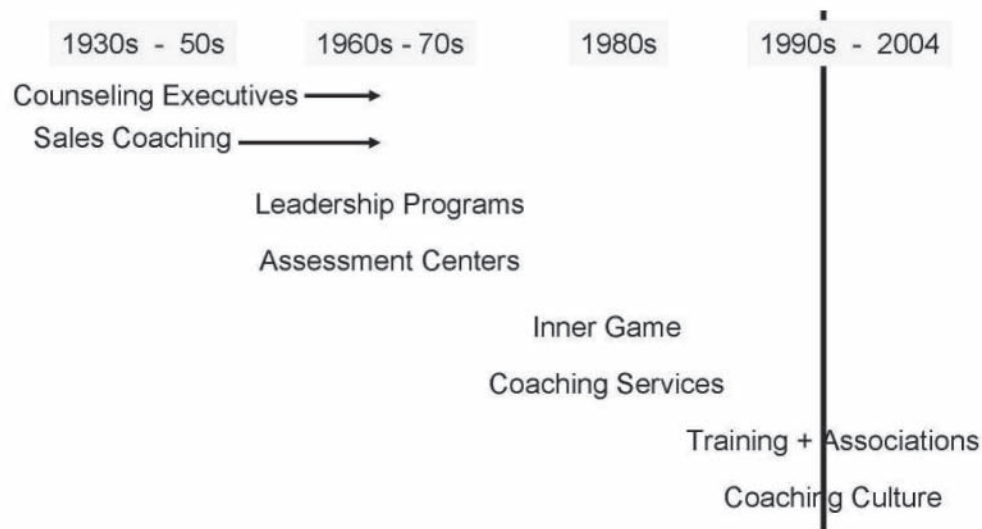 1930s - 50s 1960s - 70s 1980s 1990s - 2004
Counseling Executives
Sales Coaching
Leadership Programs
Assessment Centers
Inner Game
Coaching Services
Training + Associations
Coaching Culture